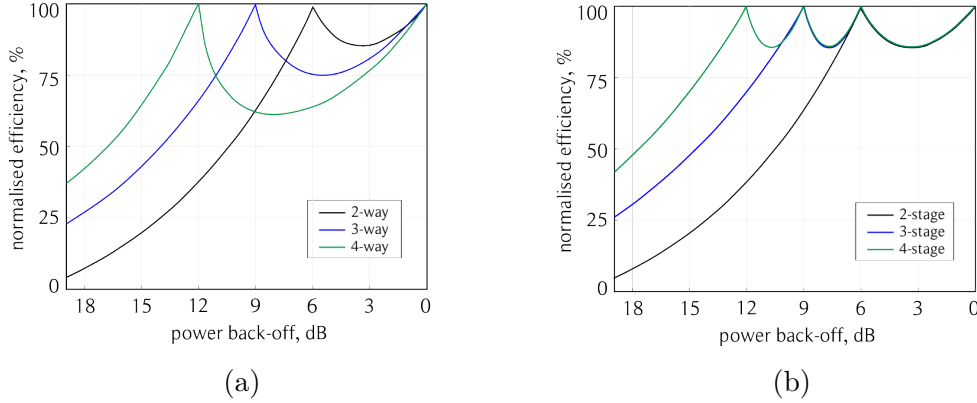 100
75
50
25
0
normalised efficiency, %
2-way
3-way
4-way
18 15 12 9 6 3 0
power back-off, dB
(a)
100
75
50
25
0
normalised efficiency, %
2-stage
3-stage
4-stage
18 15 12 9 6 3 0
power back-off, dB
(b)